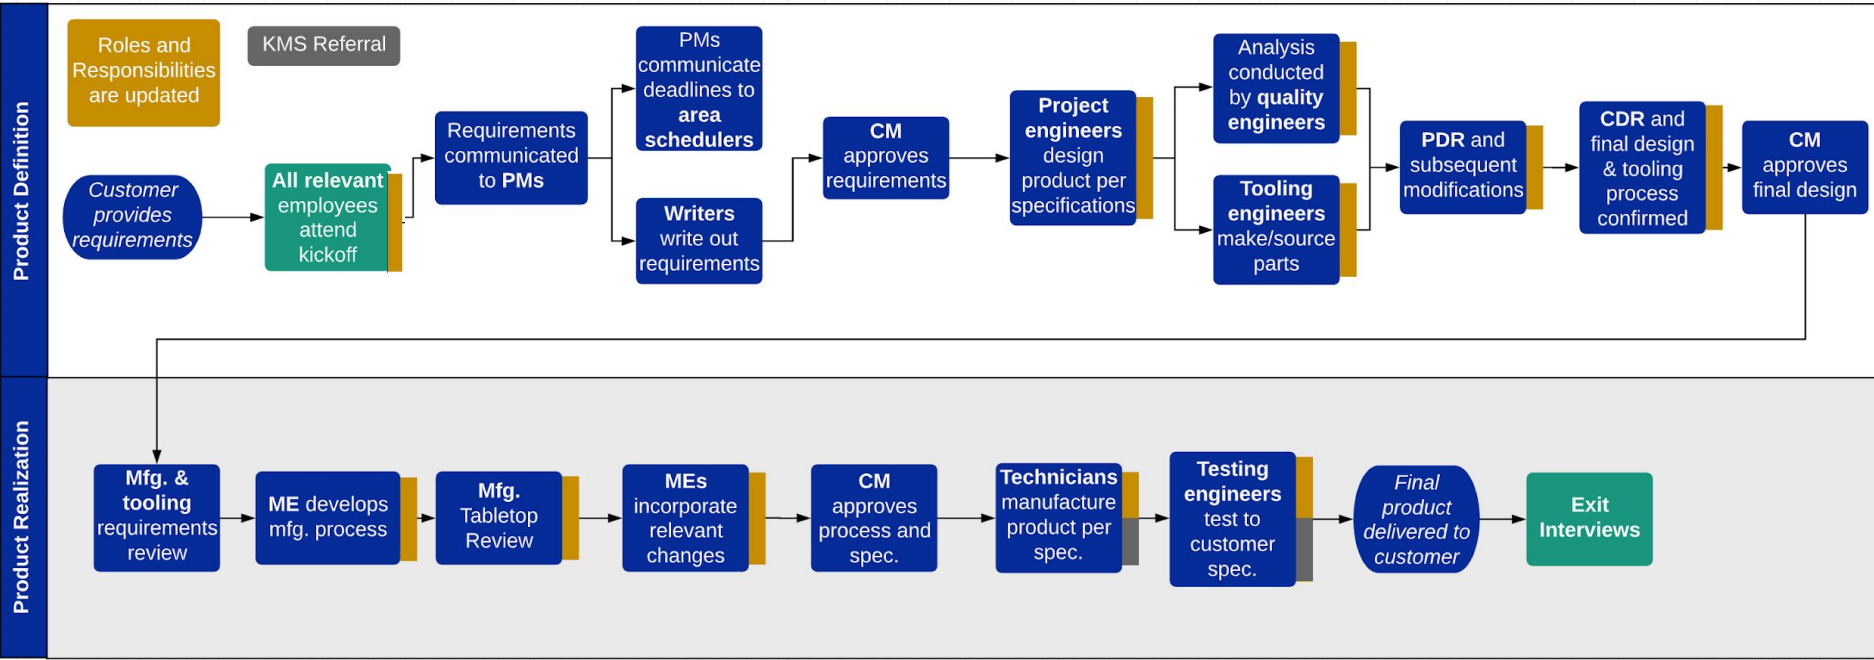 Product Definition
Roles and
Responsibilities
are updated
KMS Referral
Customer
provides
requirements
All relevant
employees
attend
kickoff
Requirements
communicated
to PMs
PMs
communicate
deadlines to
area
schedulers
Writers
write out
requirements
CM
approves
requirements
Project
engineers
design
product per
specifications
Analysis
conducted
by quality
engineers
Tooling
engineers
make/source
parts
PDR and
subsequent
modifications
CDR and
final design
& tooling
process
confirmed
CM
approves
final design
Product Realization
Mfg. &
tooling
requirements
review
ME develops
mfg. process
Mfg.
Tabletop
Review
MEs
incorporate
relevant
changes
CM
approves
process and
spec.
Technicians
manufacture
product per
spec.
Testing
engineers
test to
customer
spec.
Final
product
delivered to
customer
Exit
Interviews